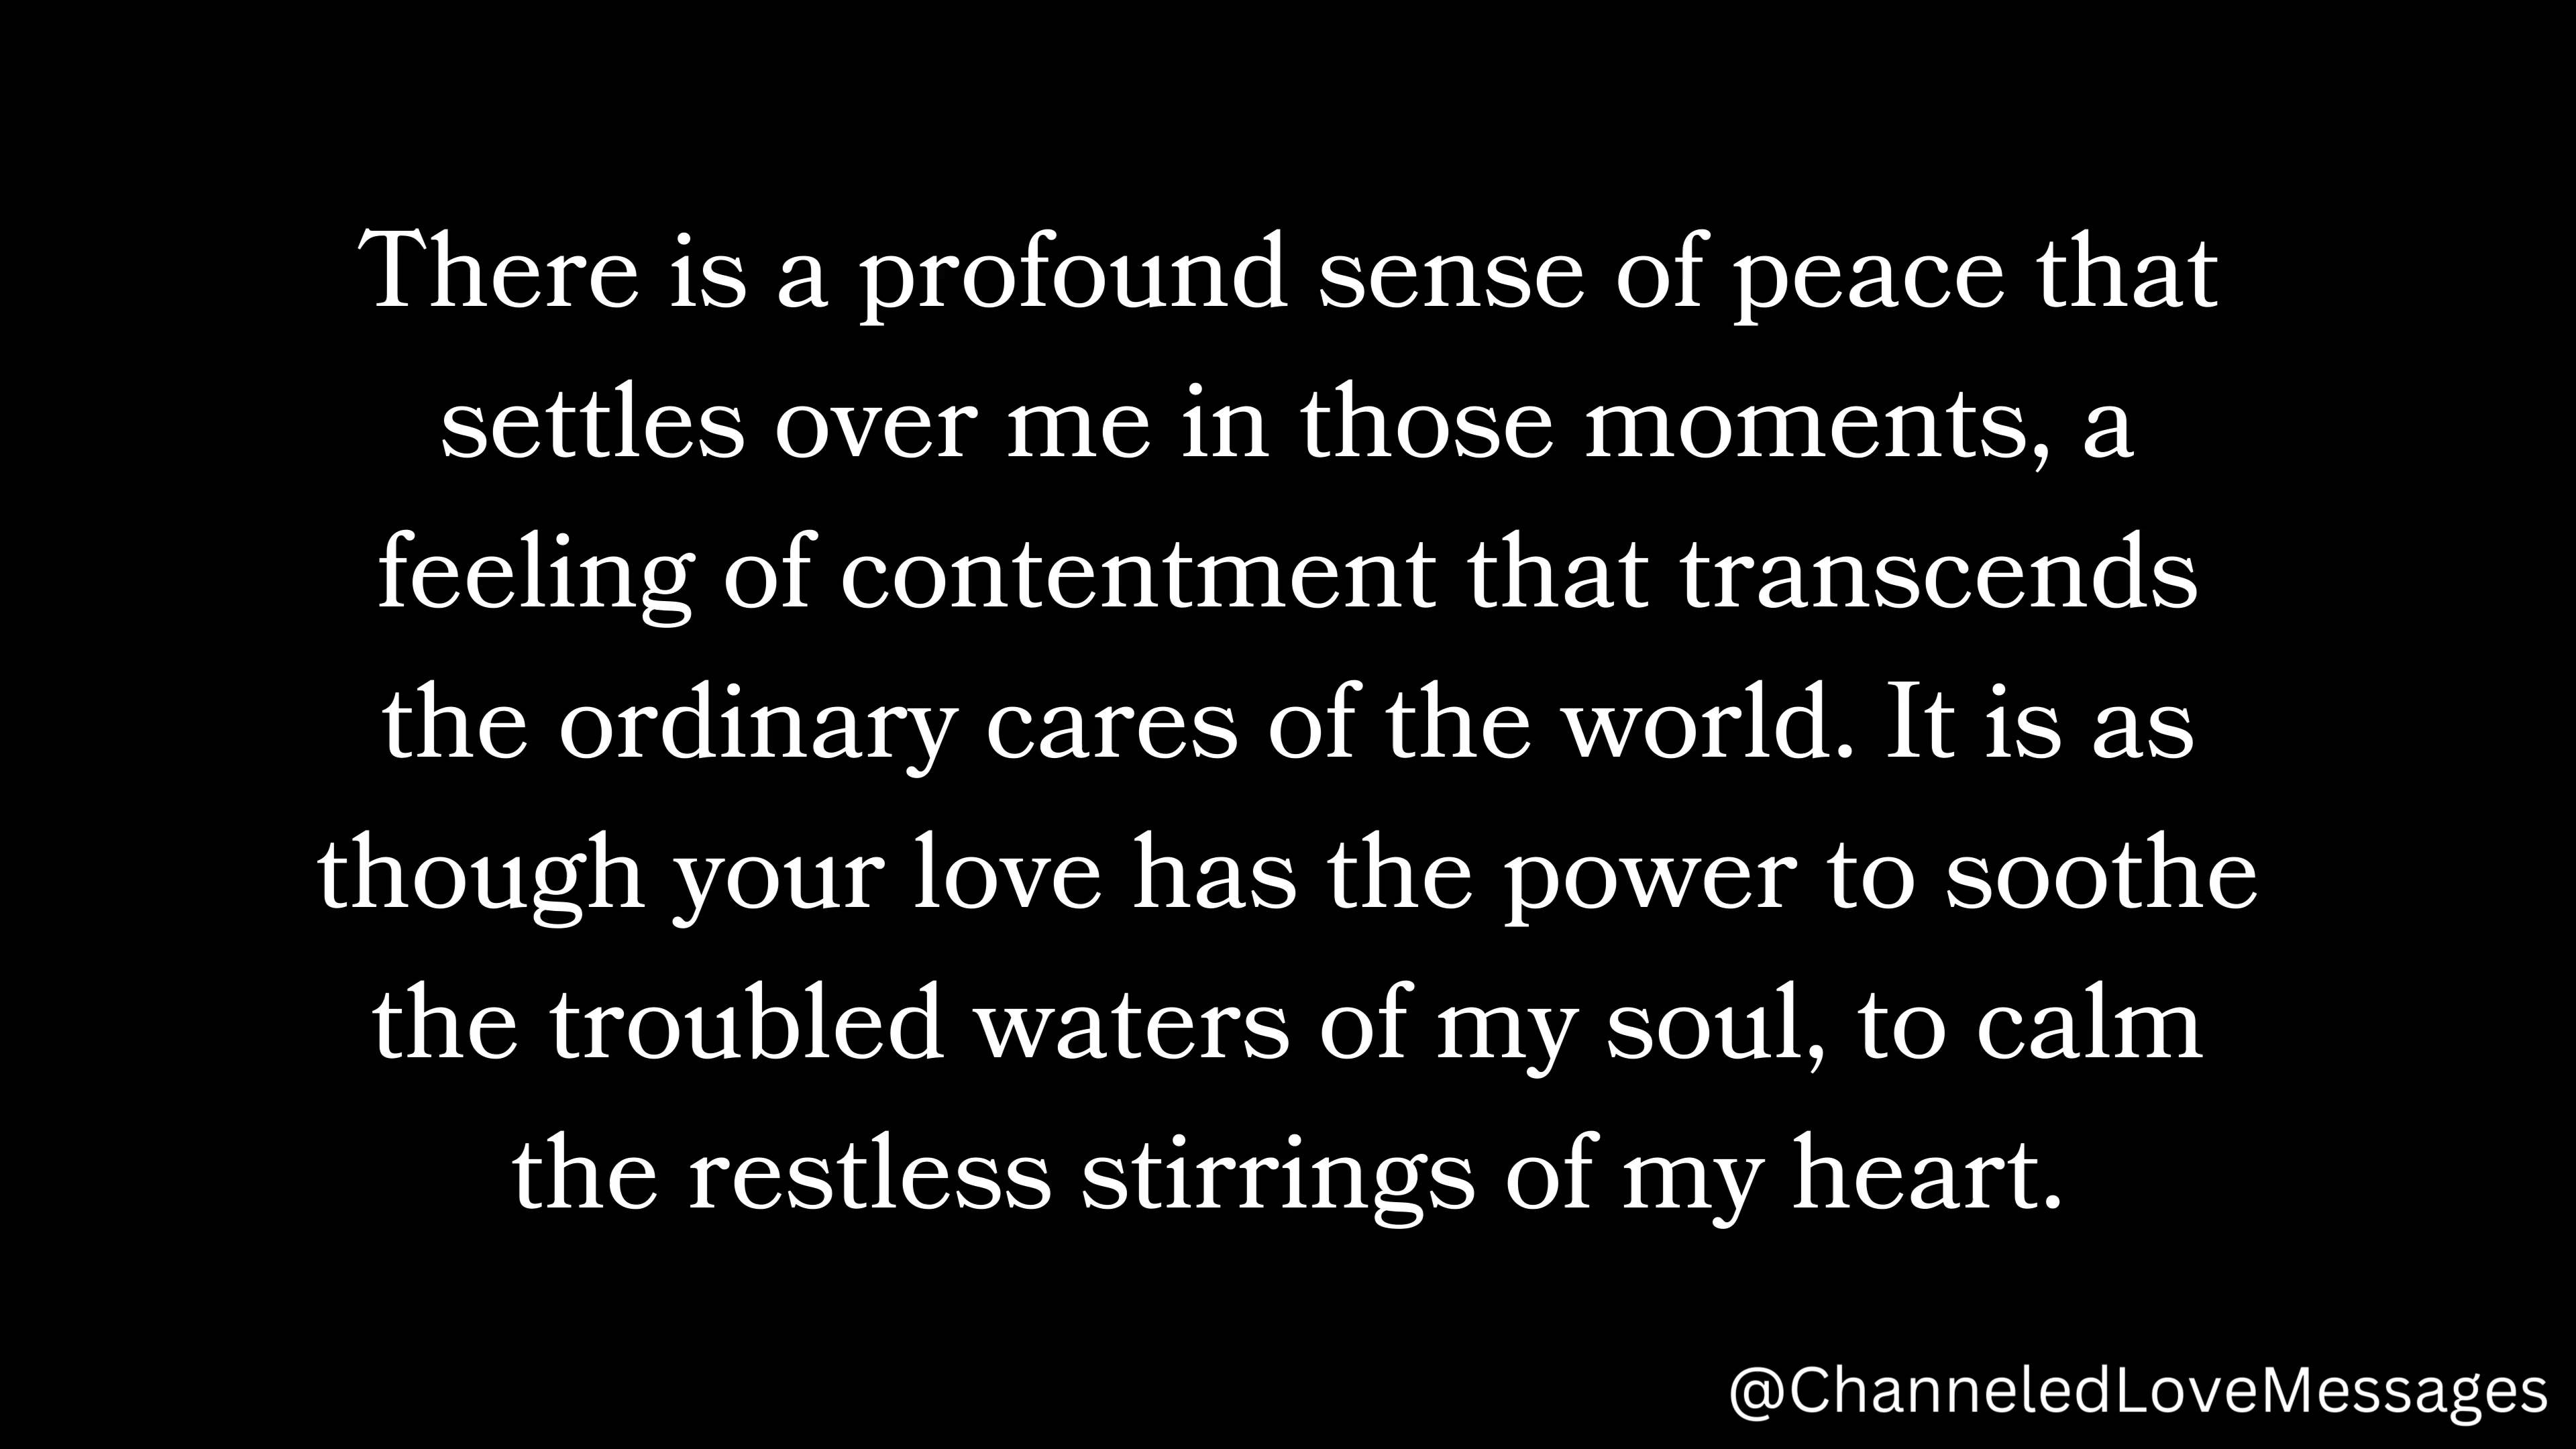 There is a profound sense of peace that
settles over me in those moments, a
feeling of contentment that transcends
the ordinary cares of the world. It is as
though your love has the power to soothe
the troubled waters of my soul, to calm
the restless stirrings of my heart.
@ChanneledLoveMessages